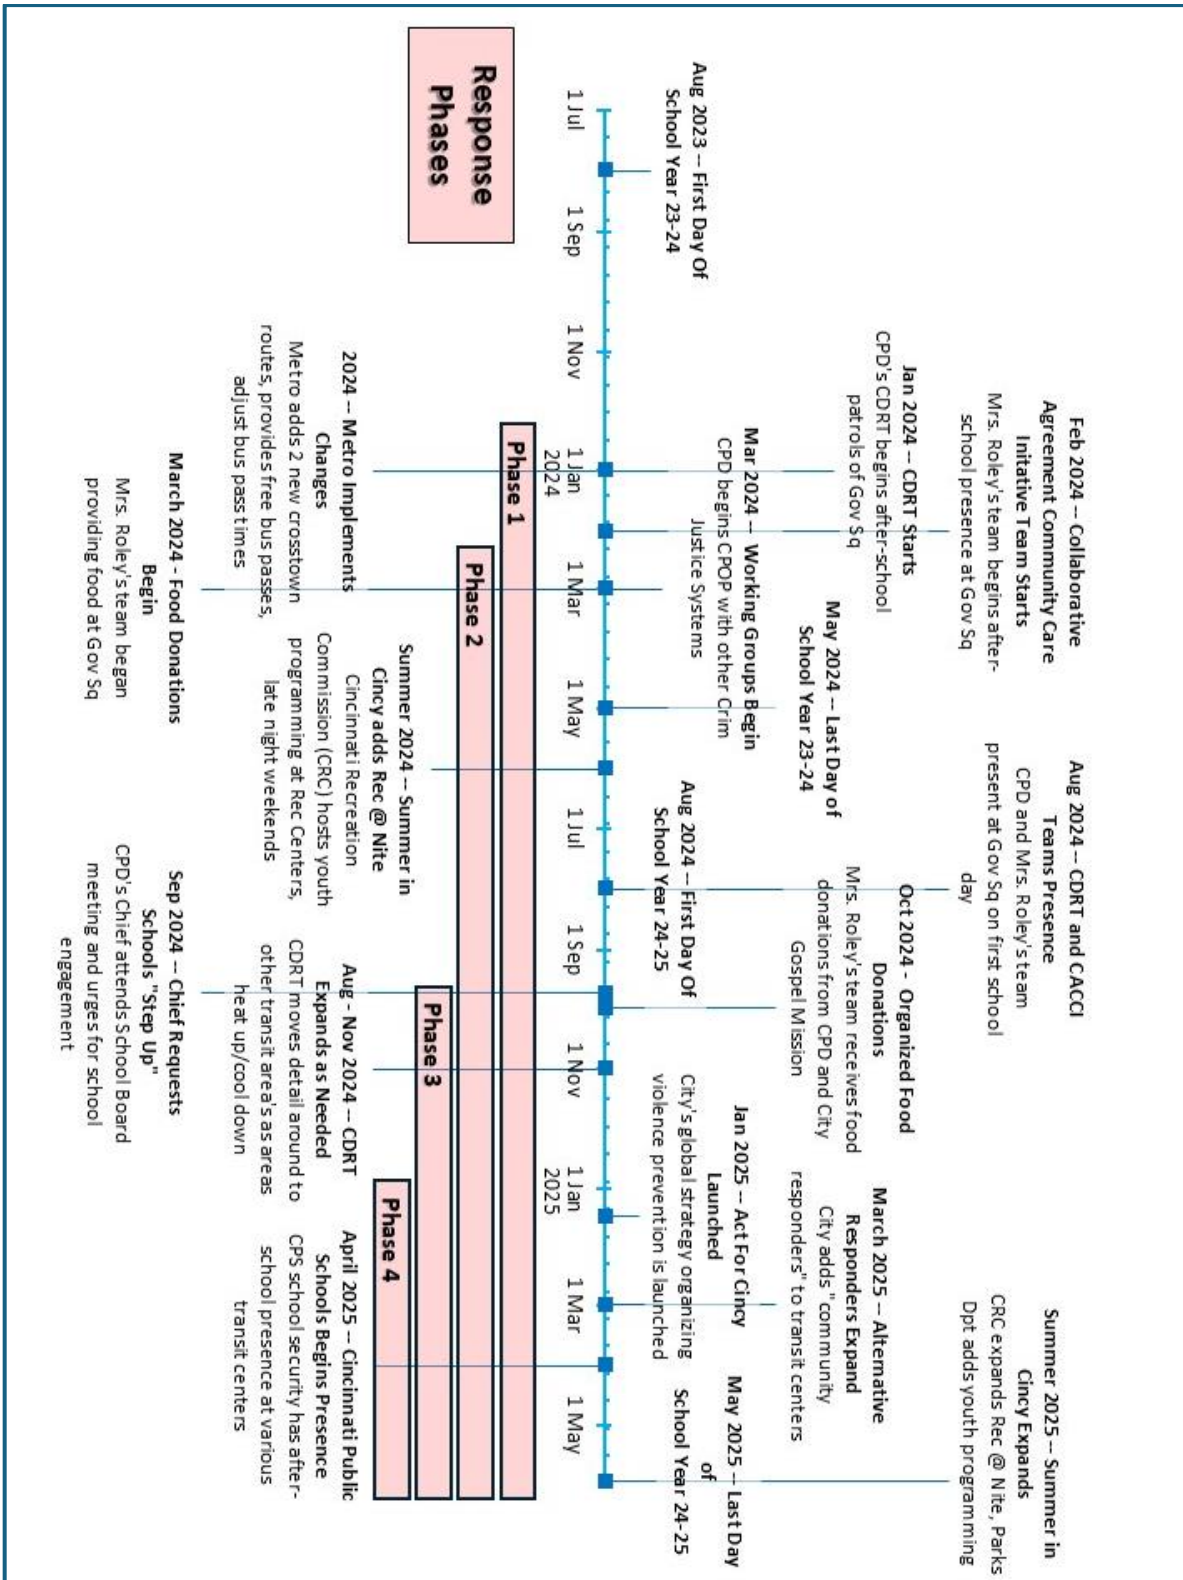 Feb 2024 -- Collaborative
Agreement Community Care
Initative Team Starts
Mrs. Roley's team begins after-
school presence at Gov Sq
Jan 2024 -- CDRT Starts
CPD's CDRT begins after-school
patrols of Gov Sq
Mar 2024 -- Working Groups Begin
CPD begins CPOP with other Crim
Justice Systems
Aug 2023 -- First Day Of
School Year 23-24
May 2024 -- Last Day of
School Year 23-24
Aug 2024 -- CDRT and CACCI
Teams Presence
CPD and Mrs. Roley's team
present at Gov Sq on first school
day
Oct 2024 - Organized Food
Donations
Mrs. Roley's team receives food
donations from CPD and City
Gospel Mission
Aug 2024 -- First Day Of
School Year 24-25
Summer 2025 -- Summer in
Cincy Expands
CRC expands Rec @ Nite, Parks
Dpt adds youth programming
March 2025 -- Alternative
Responders Expand
City adds "community
responders" to transit centers
Jan 2025 -- Act For Cincy
Launched
City's global strategy organizing
violence prevention is launched
May 2025 -- Last Day
of
School Year 24-25
1 Jul
1 Sep
1 Nov
1 Jan
2024
1 Mar
1 May
1 Jul
1 Sep
1 Nov
1 Jan
2025
1 Mar
1 May
Response
Phases
Phase 1
Phase 2
Phase 3
Phase 4
2024 -- Metro Implements
Changes
Metro adds 2 new crosstown
routes, provides free bus passes,
adjust bus pass times
March 2024 - Food Donations
Begin
Mrs. Roley's team began
providing food at Gov Sq
Summer 2024 -- Summer in
Cincy adds Rec @ Nite
Cincinnati Recreation
Commission (CRC) hosts youth
programming at Rec Centers,
late night weekends
Sep 2024 -- Chief Requests
Schools "Step Up"
CPD's Chief attends School Board
meeting and urges for school
engagement
Aug - Nov 2024 -- CDRT
Expands as Needed
CDRT moves detail around to
other transit area's as areas
heat up/cool down
April 2025 -- Cincinnati Public
Schools Begins Presence
CPS school security has after-
school presence at various
transit centers